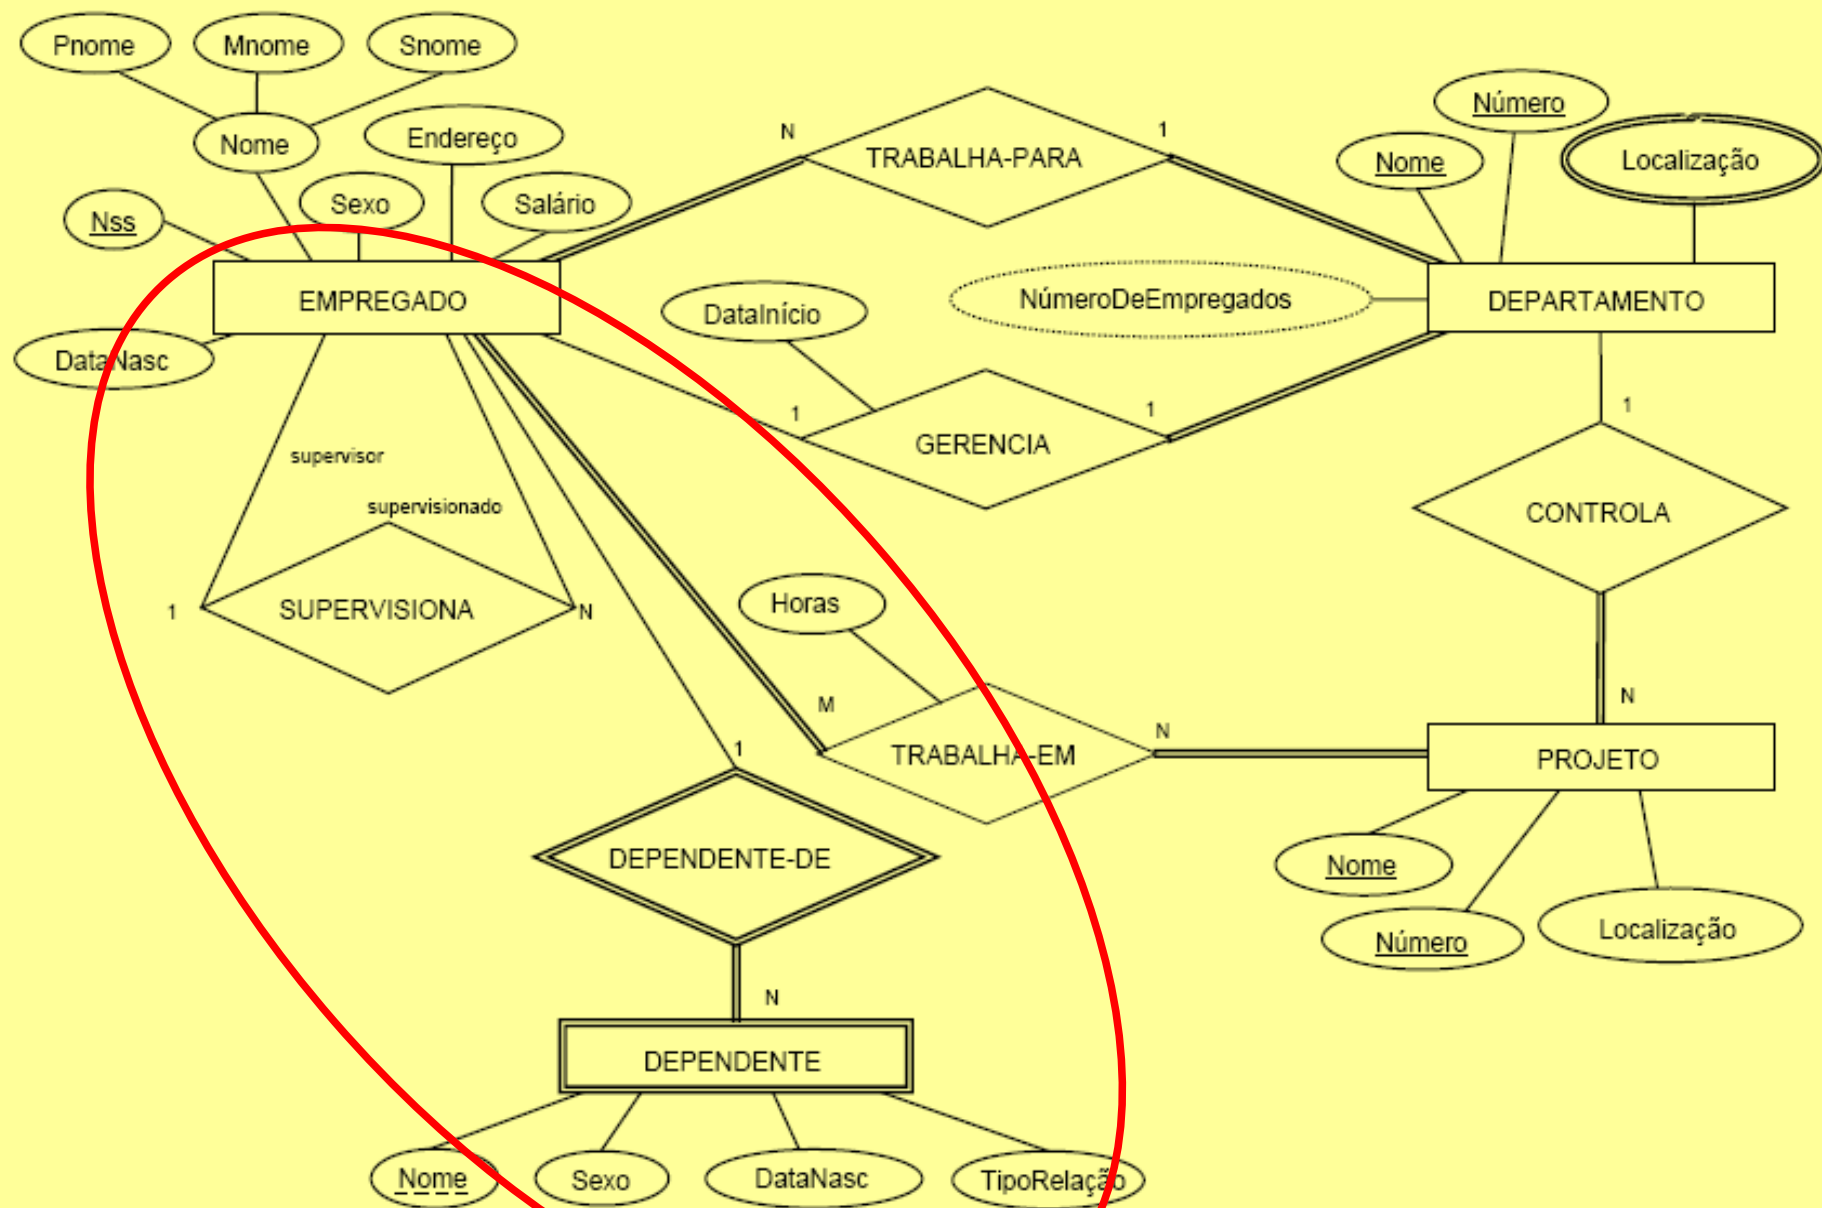 Pnome
Mnome
Snome
Número
Nome
Endereço
N
1
TRABALHA-PARA
Nome
Localização
Nss
Sexo
Salário
EMPREGADO
DataInício
NúmeroDeEmpregados
DEPARTAMENTO
DataNasc
1
1
1
GERENCIA
supervisor
supervisionado
CONTROLA
1
SUPERVISIONA
N
Horas
M
N
N
1
TRABALHA-EM
PROJETO
DEPENDENTE-DE
Nome
Número
Localização
N
DEPENDENTE
Nome
Sexo
DataNasc
TipoRelação